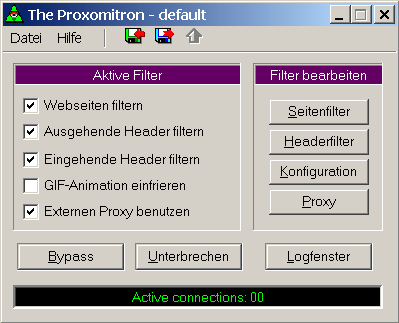 The Proxomitron - default
Datei Hilfe
Aktive Filter
Webseiten filtern
Ausgehende Header filtern
Eingehende Header filtern
GIF-Animation einfrieren
Externen Proxy benutzen
Filter bearbeiten
Seitenfilter
Headerfilter
Konfiguration
Proxy
Bypass Unterbrechen Logfenster
Active connections: 00